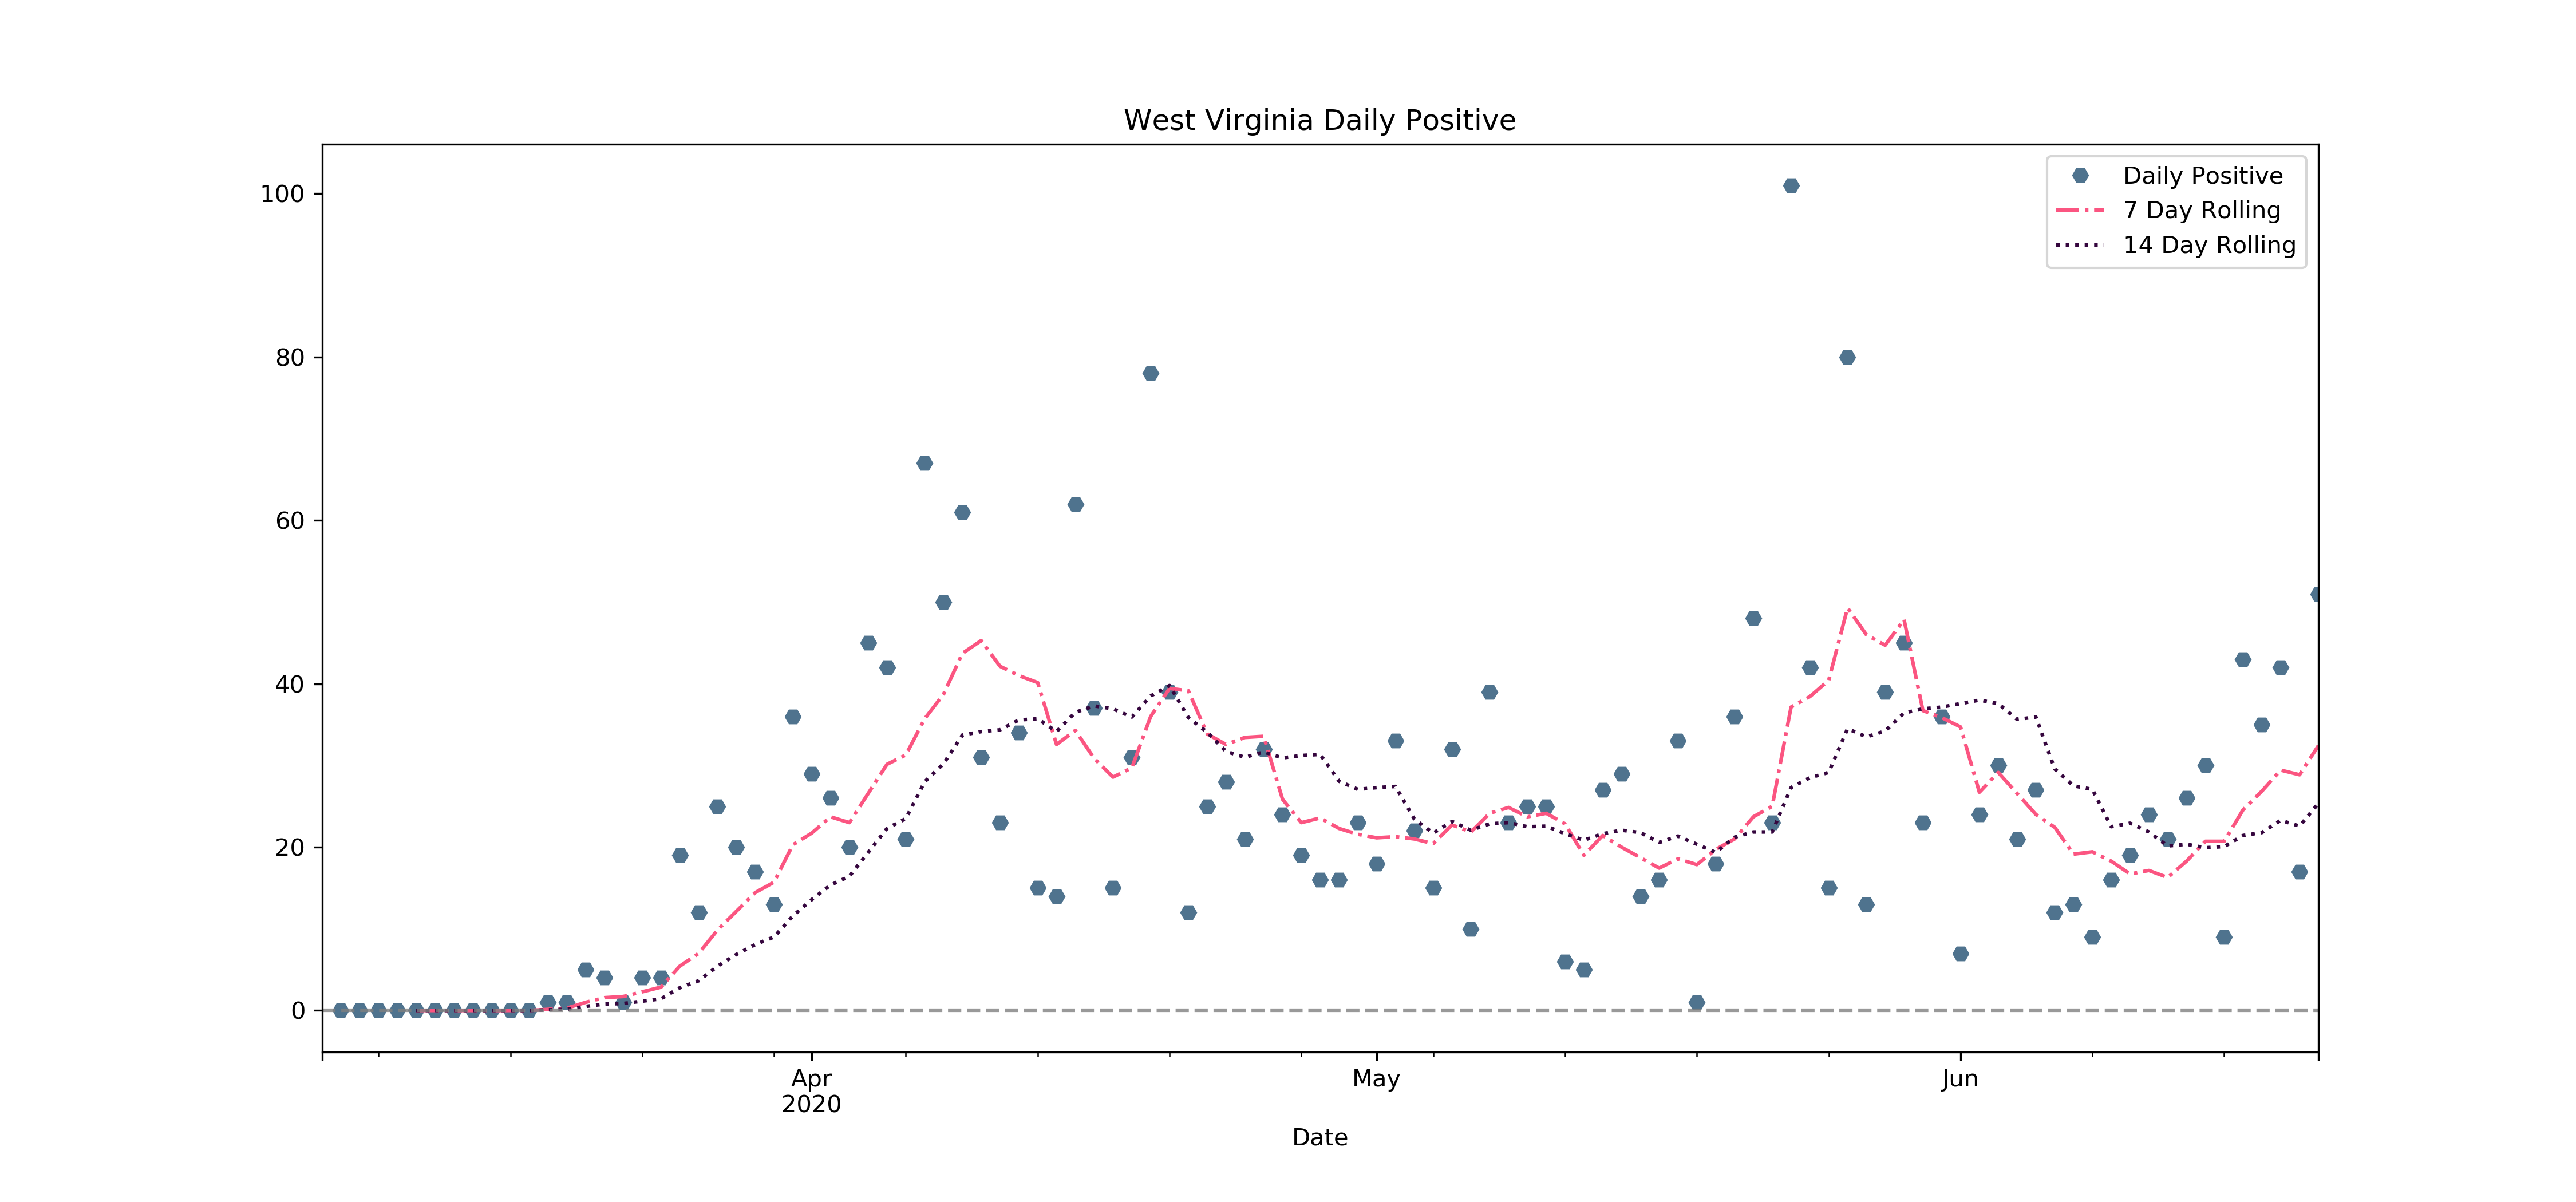 West Virginia Daily Positive
Daily Positive
7 Day Rolling
14 Day Rolling
100
80
60
40
20
0
Apr
2020
May
Jun
Date